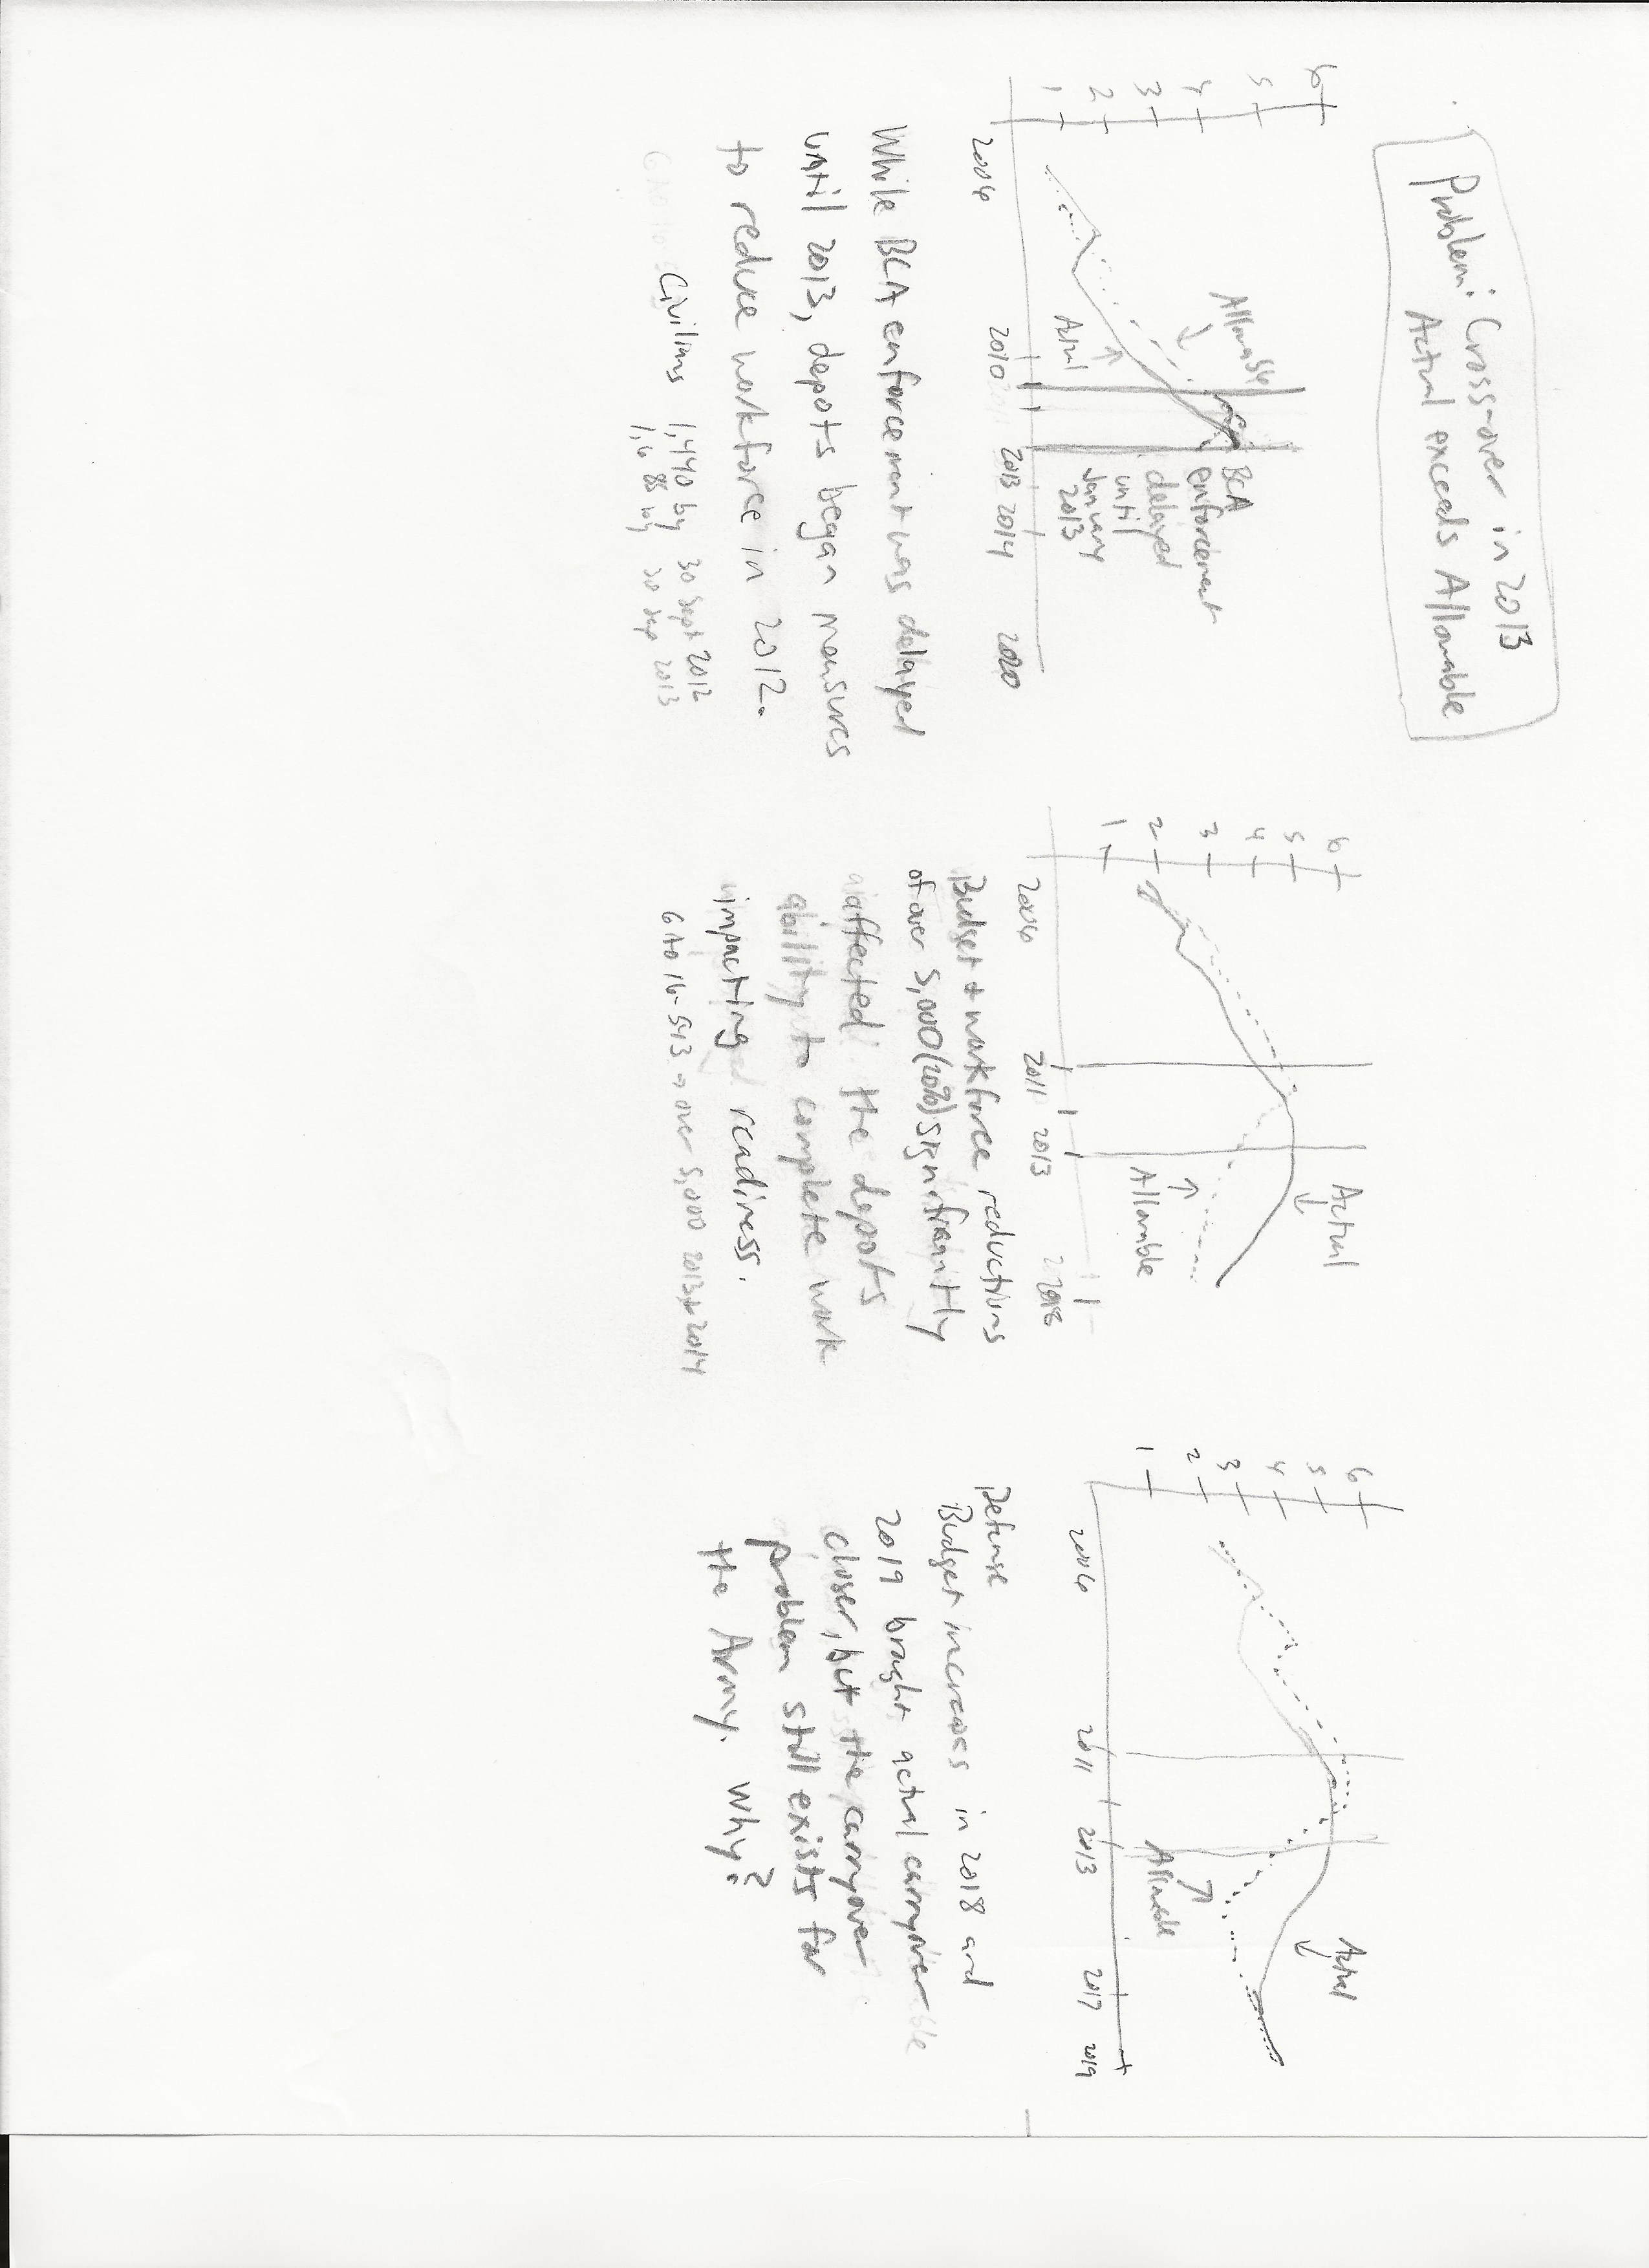 Problem: Cross-over in 2013
Actual exceeds Allowable
6
5
4
3
2
1
Allowable
Actual
BCA
enforcement
delayed
until
January
2013
2006
2010
2013
2014
2020
While BCA enforcement was delayed
until 2013, depots began measures
to reduce workforce in 2012.
Civilians 1,440 by 30 Sept 2012
1,685 by 30 Sep 2013
6
5
4
3
2
1
Actual
Allowable
2006
2011
2013
2018
Budget + workforce reductions
of over 5,000 (20%) significantly
affected the depots
ability to complete work
impacting readiness.
GAO 16-543 → over 5,000 2013 + 2014
6
5
4
3
2
1
Actual
Allowable
2006
2011
2013
2017
2019
Defense
Budget increases in 2018 and
2019 brought actual carryover
closer, but the carryover
problem still exists for
the Army. Why?